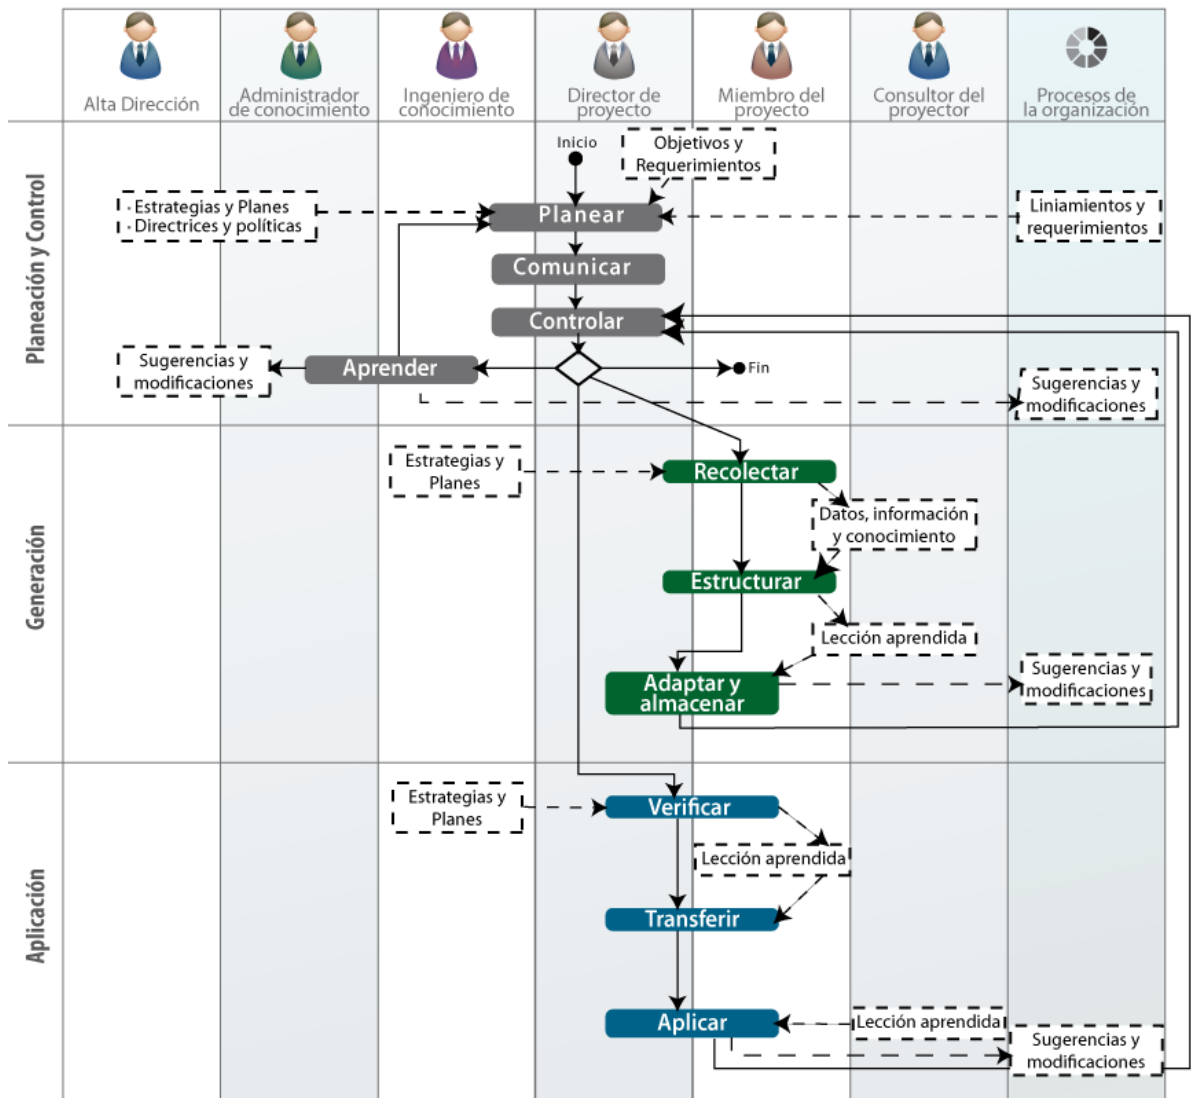 Alta Dirección
Administrador
de conocimiento
Ingeniero de
conocimiento
Director de
proyecto
Miembro del
proyecto
Consultor del
proyector
Procesos de
la organización
Planeación y Control
Inicio
Objetivos y
Requerimientos
· Estrategias y Planes
· Directrices y políticas
Planear
Liniamientos y
requerimientos
Comunicar
Controlar
Sugerencias y
modificaciones
Aprender
Fin
Sugerencias y
modificaciones
Generación
Estrategias y
Planes
Recolectar
Datos, información
y conocimiento
Estructurar
Lección aprendida
Adaptar y
almacenar
Sugerencias y
modificaciones
Aplicación
Estrategias y
Planes
Verificar
Lección aprendida
Transferir
Aplicar
Lección aprendida
Sugerencias y
modificaciones